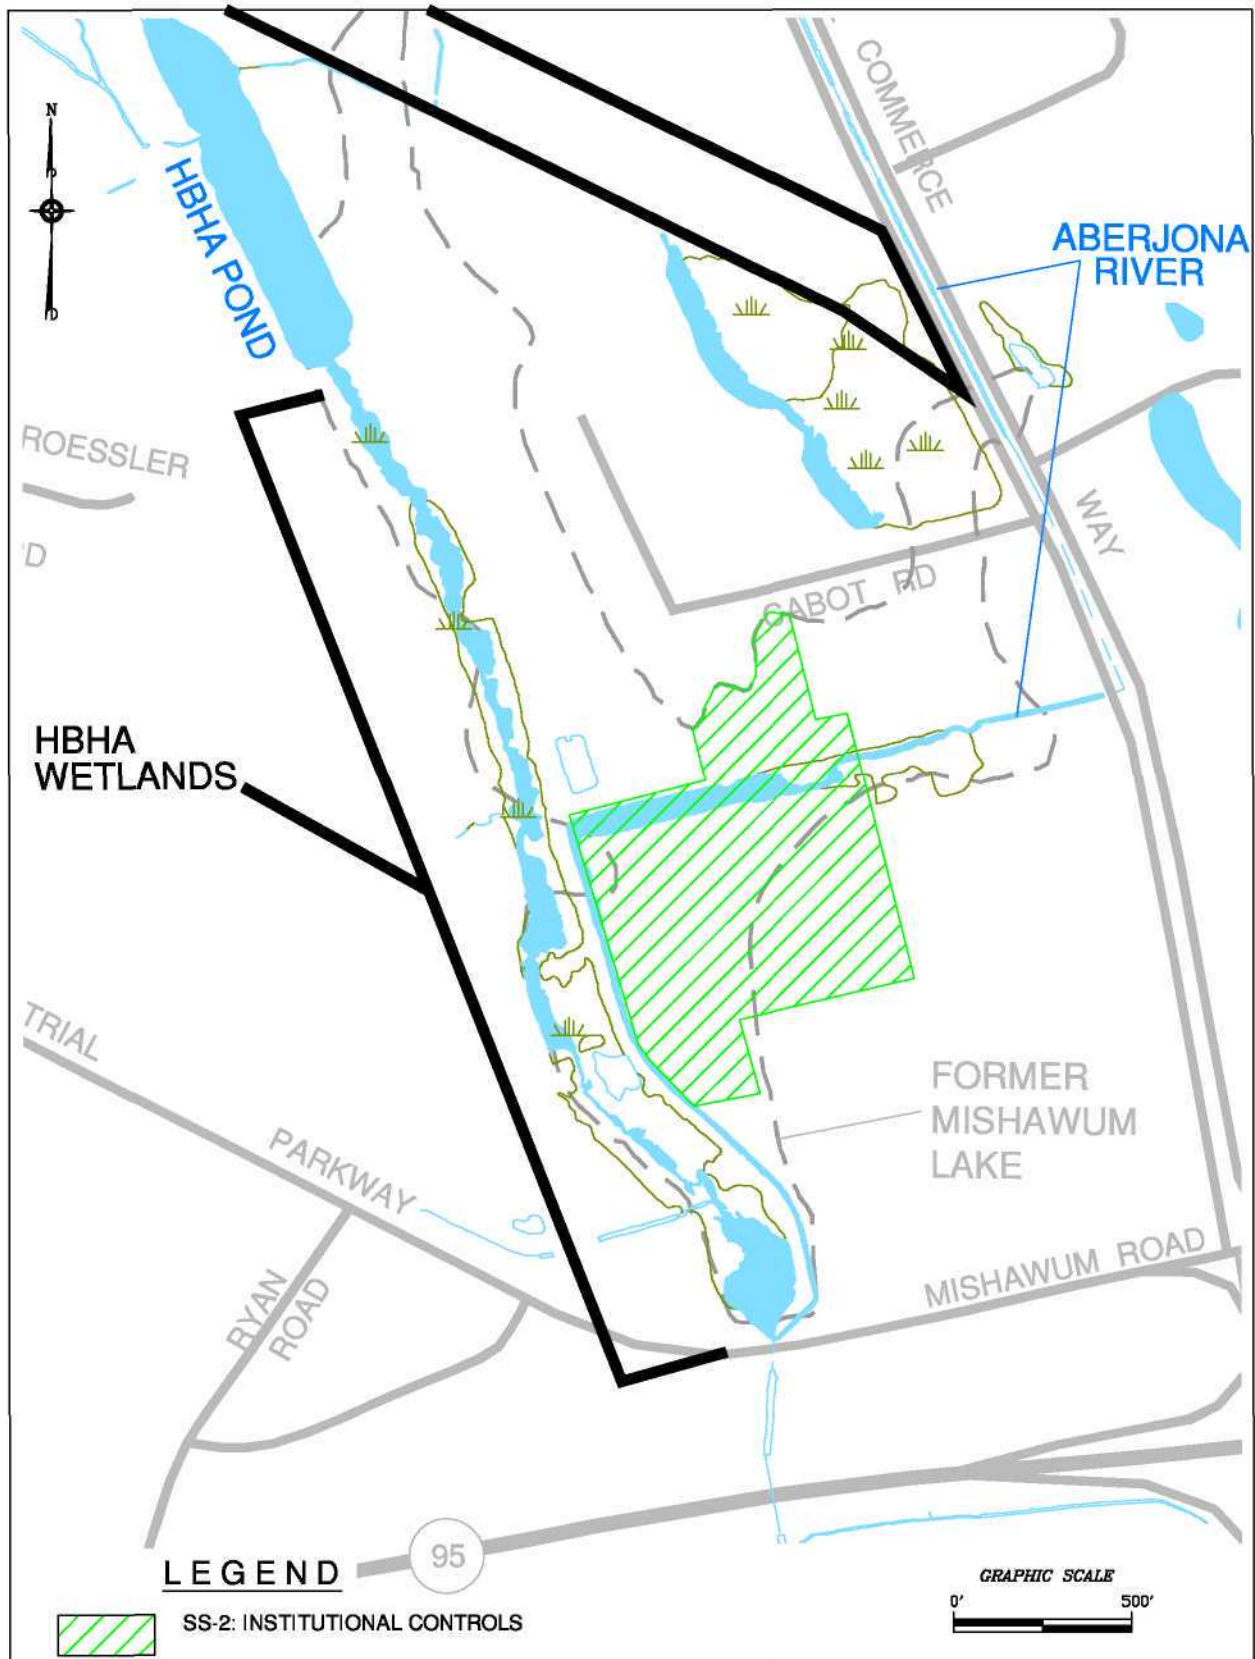 COMMERCE
N
HBHA POND
ABERJONA
RIVER
ROESSLER
D
WAY
CABOT RD
HBHA
WETLANDS
TRIAL
PARKWAY
FORMER
MISHAWUM
LAKE
RYAN
ROAD
MISHAWUM ROAD
95
LEGEND
GRAPHIC SCALE
0' 500'
SS-2: INSTITUTIONAL CONTROLS